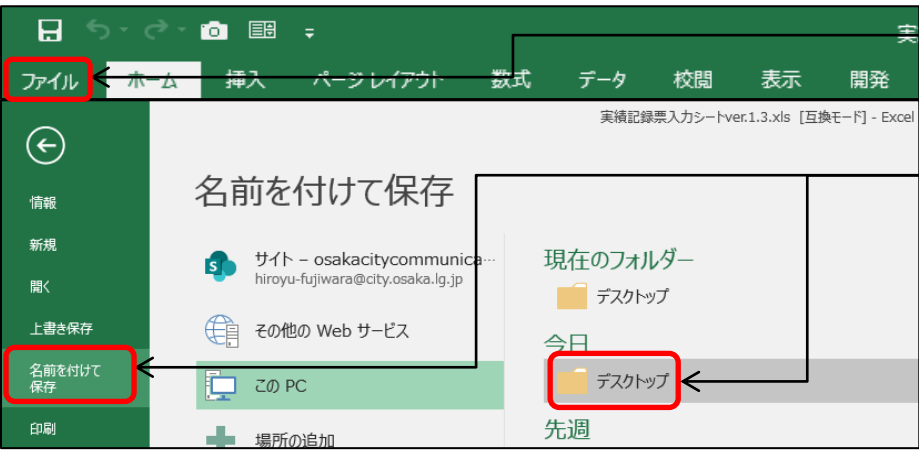 実
ファイル ホーム 挿入 ページ レイアウト 数式 データ 校閲 表示 開発
実績記録票入力シートver.1.3.xls [互換モード] - Excel
名前を付けて保存
情報
新規
開く
上書き保存
名前を付けて
保存
印刷
サイト – osakacitycommunica…
hiroyu-fujiwara@city.osaka.lg.jp
その他の Web サービス
この PC
場所の追加
現在のフォルダー
デスクトップ
今日
デスクトップ
先週